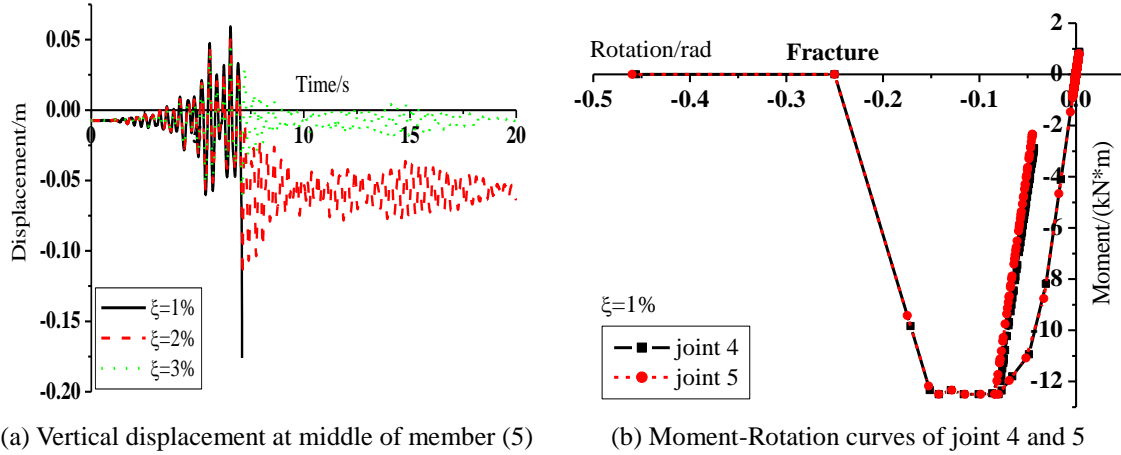 0.05
0.00
-0.05
-0.10
-0.15
-0.20
Displacement/m
Time/s
0 5 10 15 20
ξ=1%
ξ=2%
ξ=3%
(a) Vertical displacement at middle of member (5)
Rotation/rad
Fracture
-0.5 -0.4 -0.3 -0.2 -0.1 0.0
2
0
-2
-4
-6
-8
-10
-12
Moment/(kN*m)
ξ=1%
joint 4
joint 5
(b) Moment-Rotation curves of joint 4 and 5